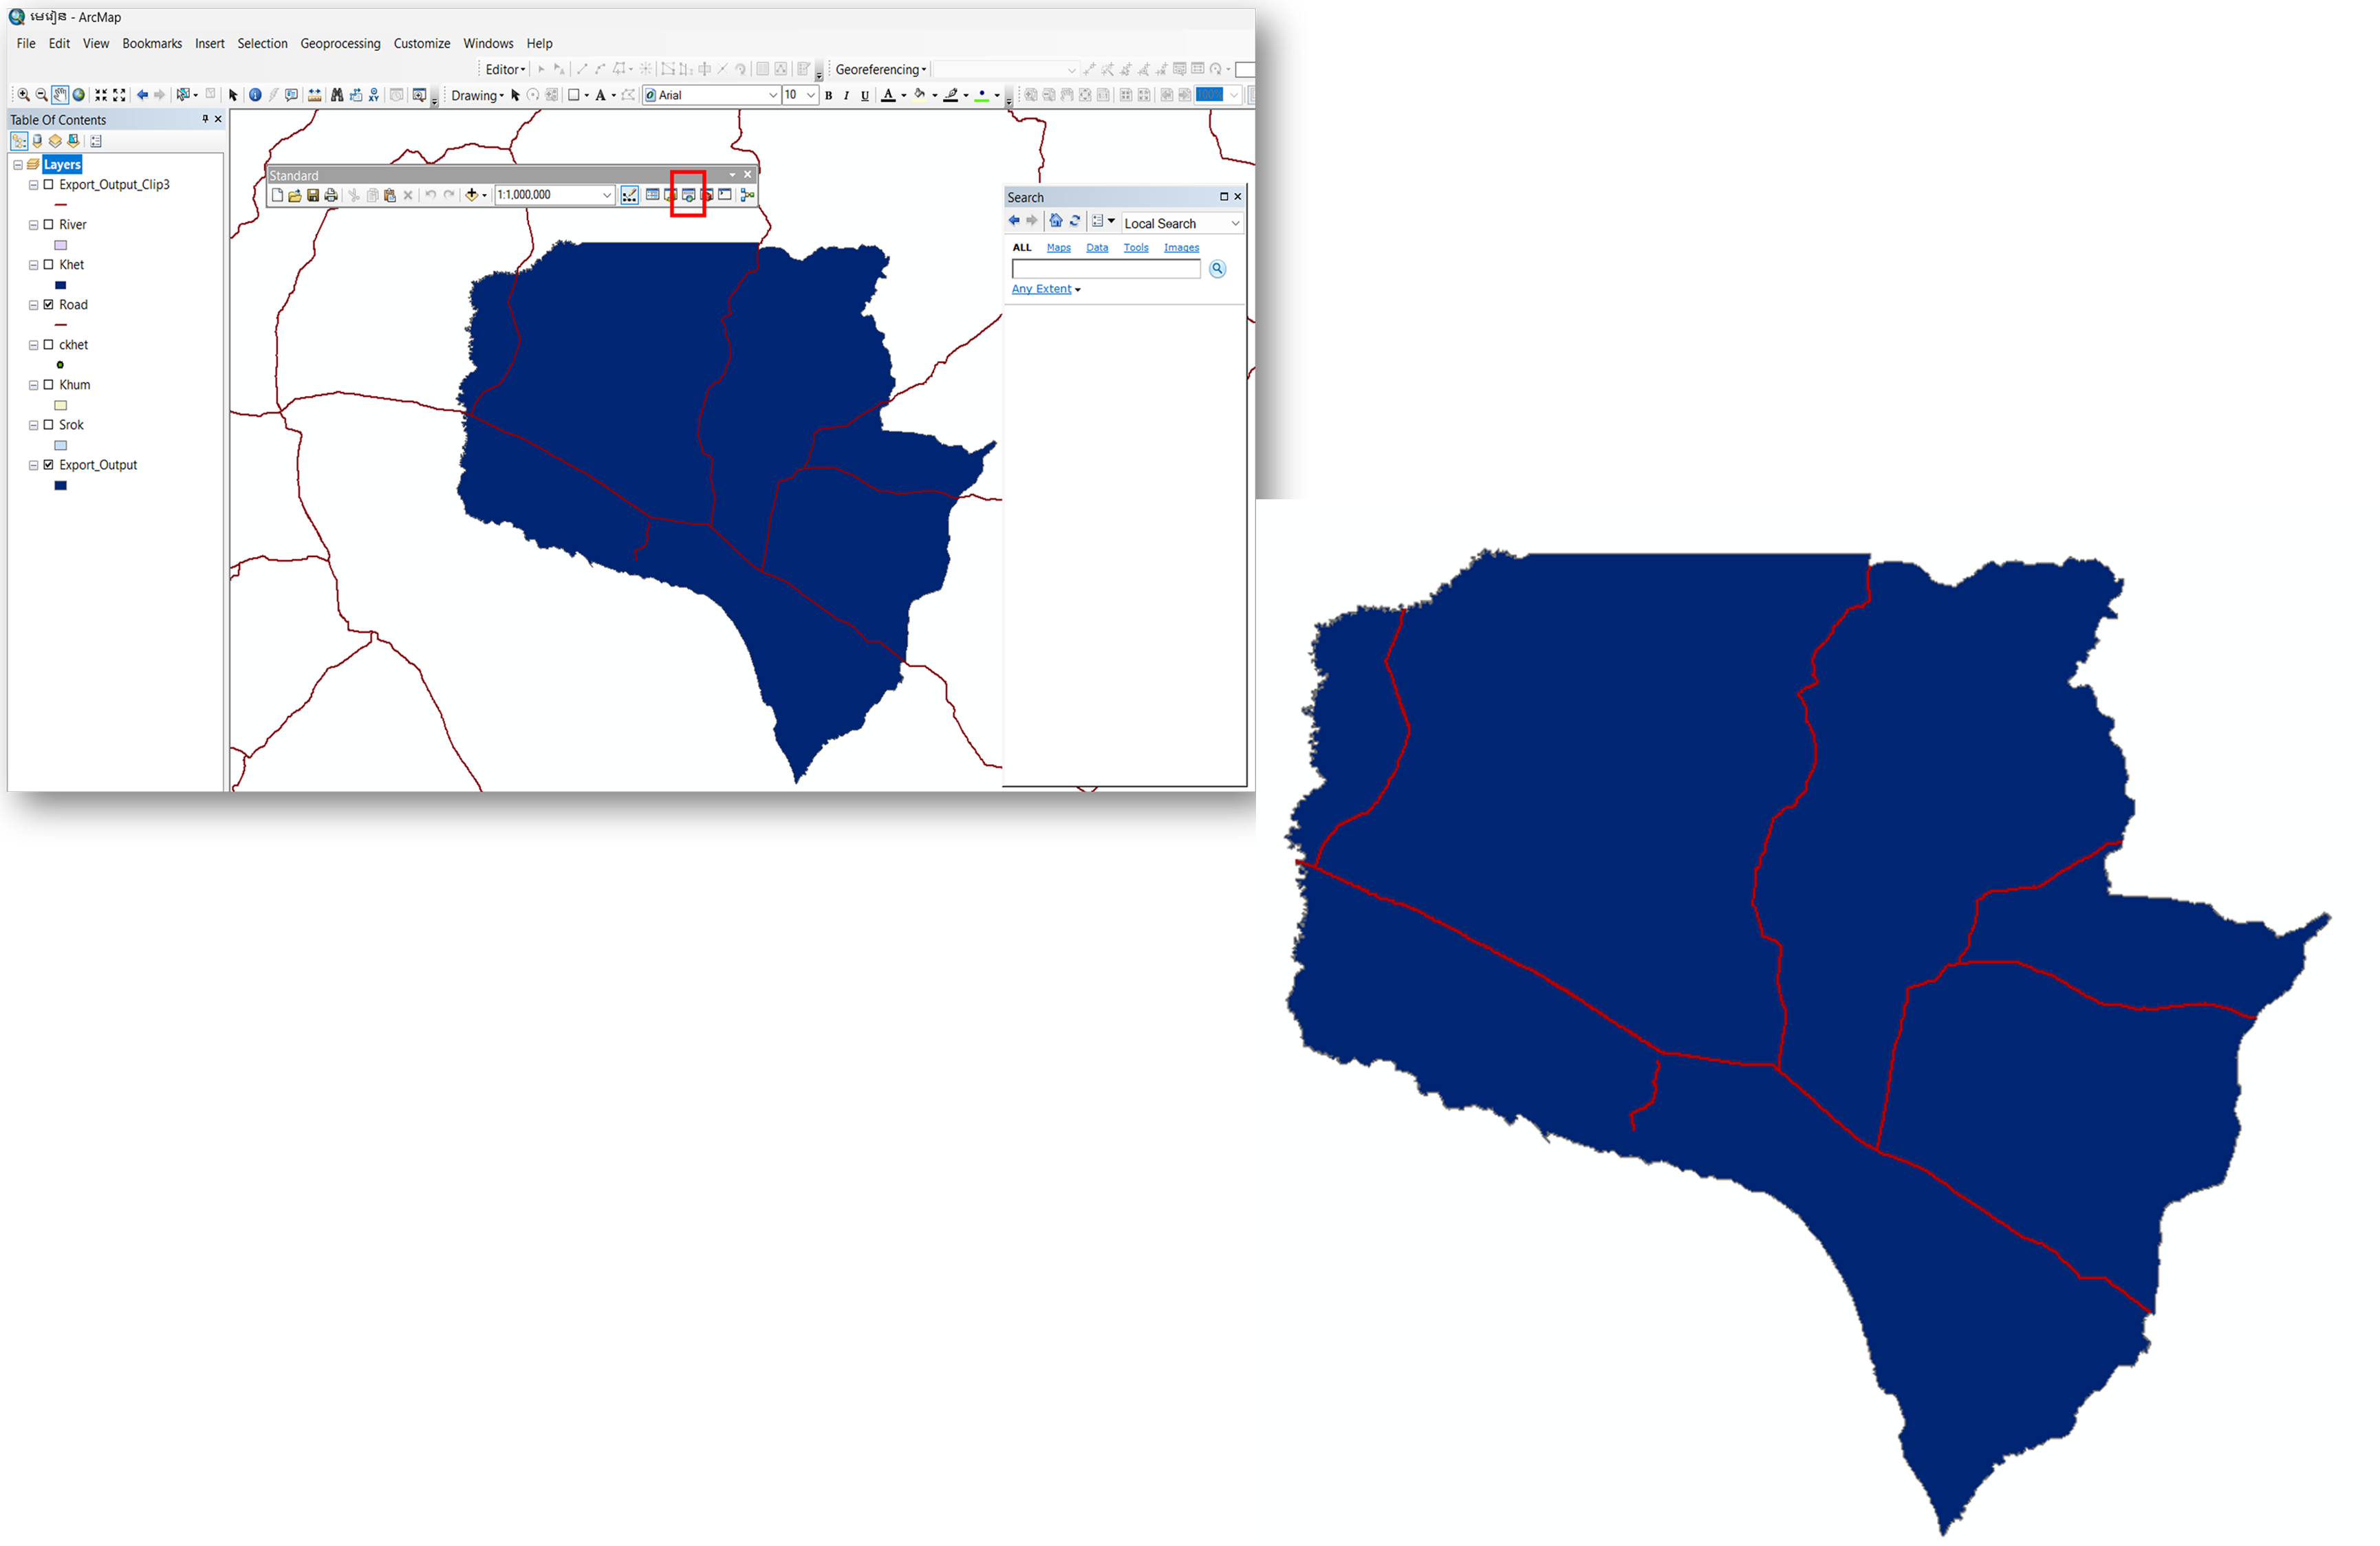 មេរៀន - ArcMap
File Edit View Bookmarks Insert Selection Geoprocessing Customize Windows Help
Editor Georeferencing
Drawing Arial 10 B I U A 100%
Table Of Contents
Layers
Export_Output_Clip3
River
Khet
Road
ckhet
Khum
Srok
Export_Output
Standard
1:1,000,000
Search
Local Search
ALL Maps Data Tools Images
Any Extent